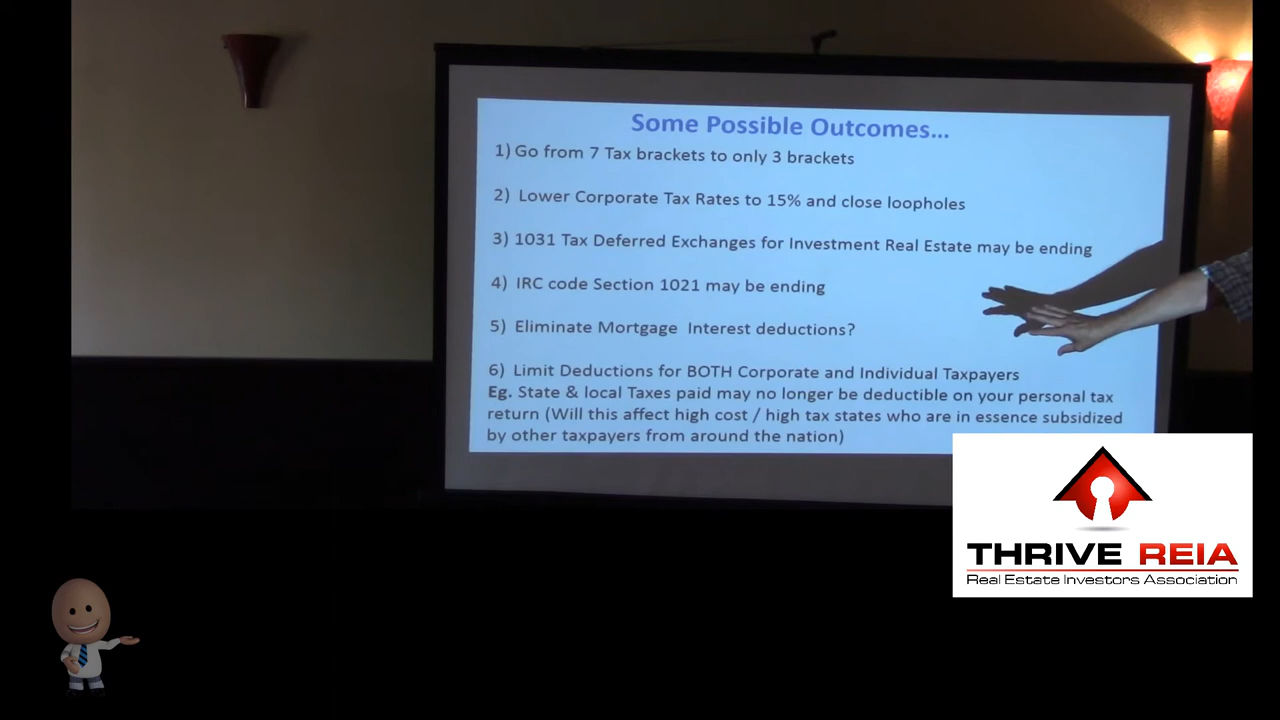 Some Possible Outcomes...
1) Go from 7 Tax brackets to only 3 brackets
2) Lower Corporate Tax Rates to 15% and close loopholes
3) 1031 Tax Deferred Exchanges for Investment Real Estate may be ending
4) IRC code Section 1021 may be ending
5) Eliminate Mortgage Interest deductions?
6) Limit Deductions for BOTH Corporate and Individual Taxpayers
Eg. State & local Taxes paid may no longer be deductible on your personal tax
return (Will this affect high cost / high tax states who are in essence subsidized
by other taxpayers from around the nation)
THRIVE REIA
Real Estate Investors Association